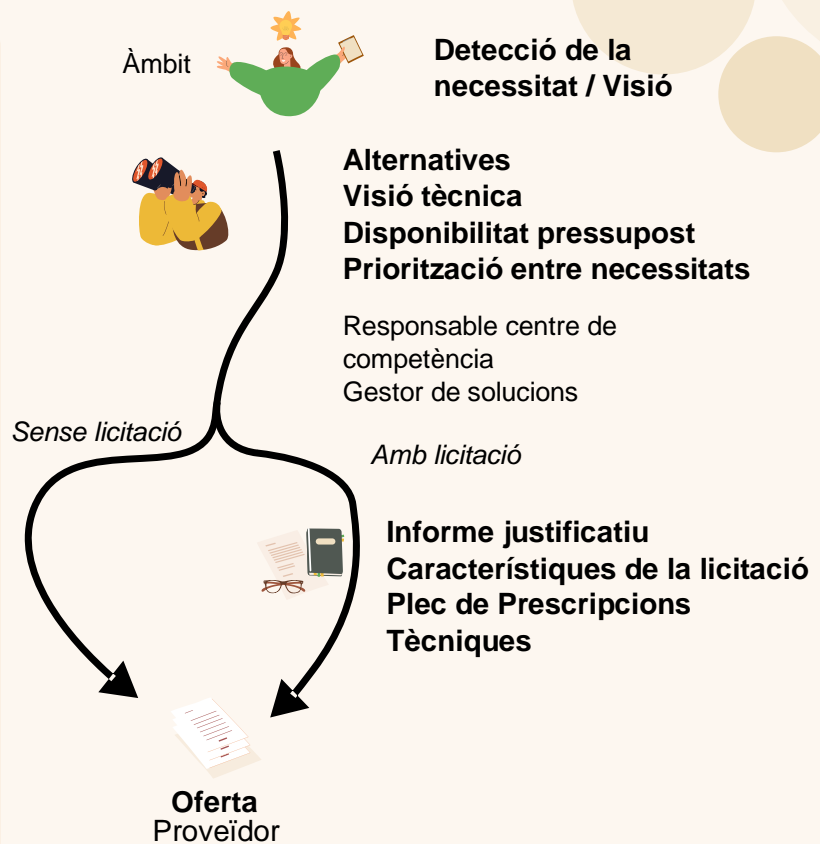 Àmbit
Detecció de la
necessitat / Visió
Alternatives
Visió tècnica
Disponibilitat pressupost
Priorització entre necessitats
Responsable centre de
competència
Gestor de solucions
Sense licitació
Amb licitació
Informe justificatiu
Característiques de la licitació
Plec de Prescripcions
Tècniques
Oferta
Proveïdor